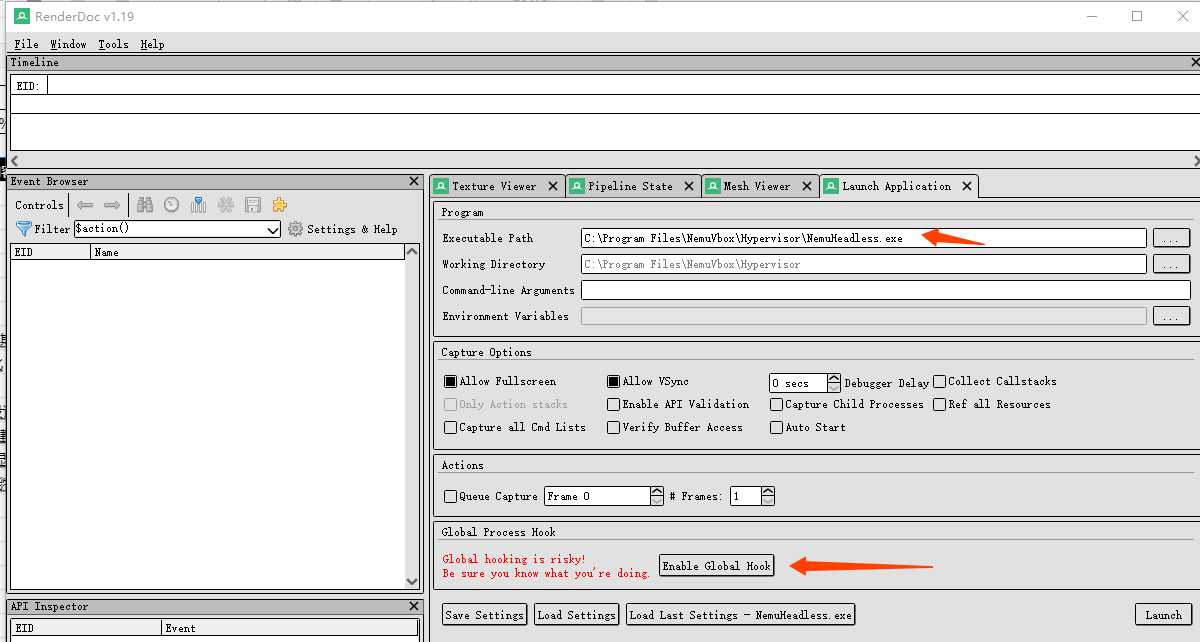 RenderDoc v1.19
File Window Tools Help
Timeline
EID:
Event Browser
Controls
Filter $action() Settings & Help
EID Name
API Inspector
EID Event
Texture Viewer Pipeline State Mesh Viewer Launch Application
Program
Executable Path C:\Program Files\NemuVbox\Hypervisor\NemuHeadless.exe ...
Working Directory C:\Program Files\NemuVbox\Hypervisor ...
Command-line Arguments
Environment Variables ...
Capture Options
Allow Fullscreen Allow VSync 0 secs Debugger Delay Collect Callstacks
Only Action stacks Enable API Validation Capture Child Processes Ref all Resources
Capture all Cmd Lists Verify Buffer Access Auto Start
Actions
Queue Capture Frame 0 # Frames: 1
Global Process Hook
Global hooking is risky!
Be sure you know what you're doing. Enable Global Hook
Save Settings Load Settings Load Last Settings - NemuHeadless.exe Launch